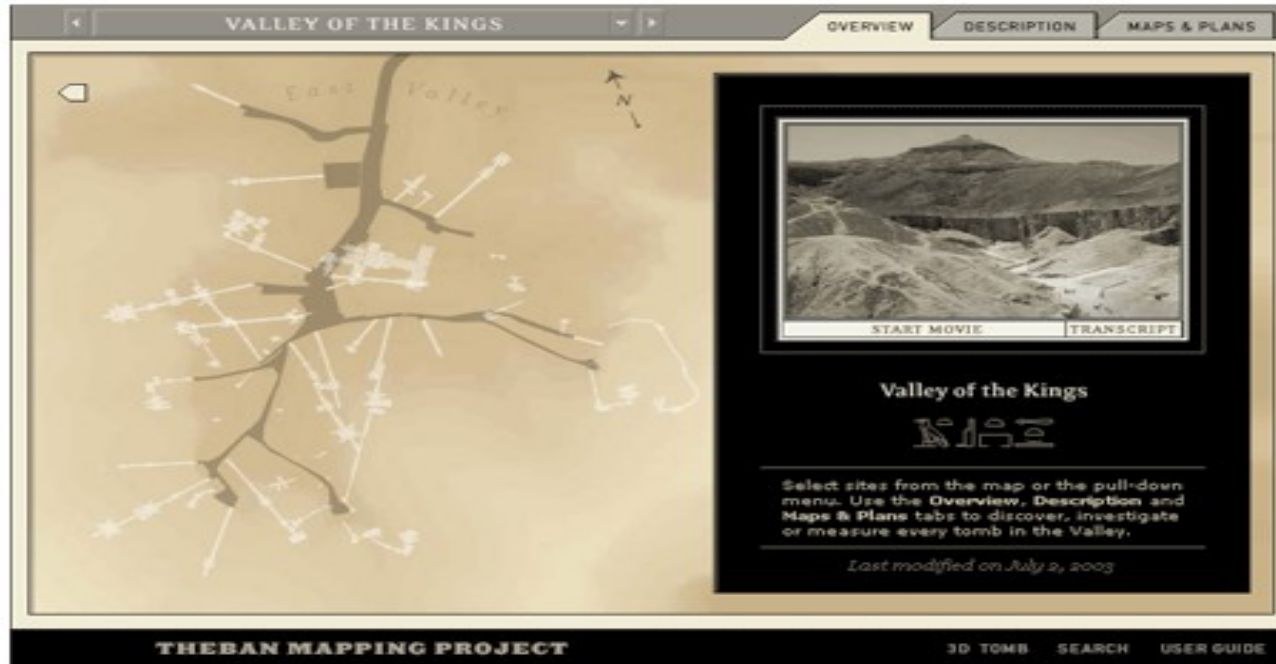 VALLEY OF THE KINGS
OVERVIEW
DESCRIPTION
MAPS & PLANS
East Valley
N
START MOVIE
TRANSCRIPT
Valley of the Kings
Select sites from the map or the pull-down
menu. Use the Overview, Description and
Maps & Plans tabs to discover, investigate
or measure every tomb in the Valley.
Last modified on July 2, 2003
THEBAN MAPPING PROJECT
3D TOMB
SEARCH
USER GUIDE